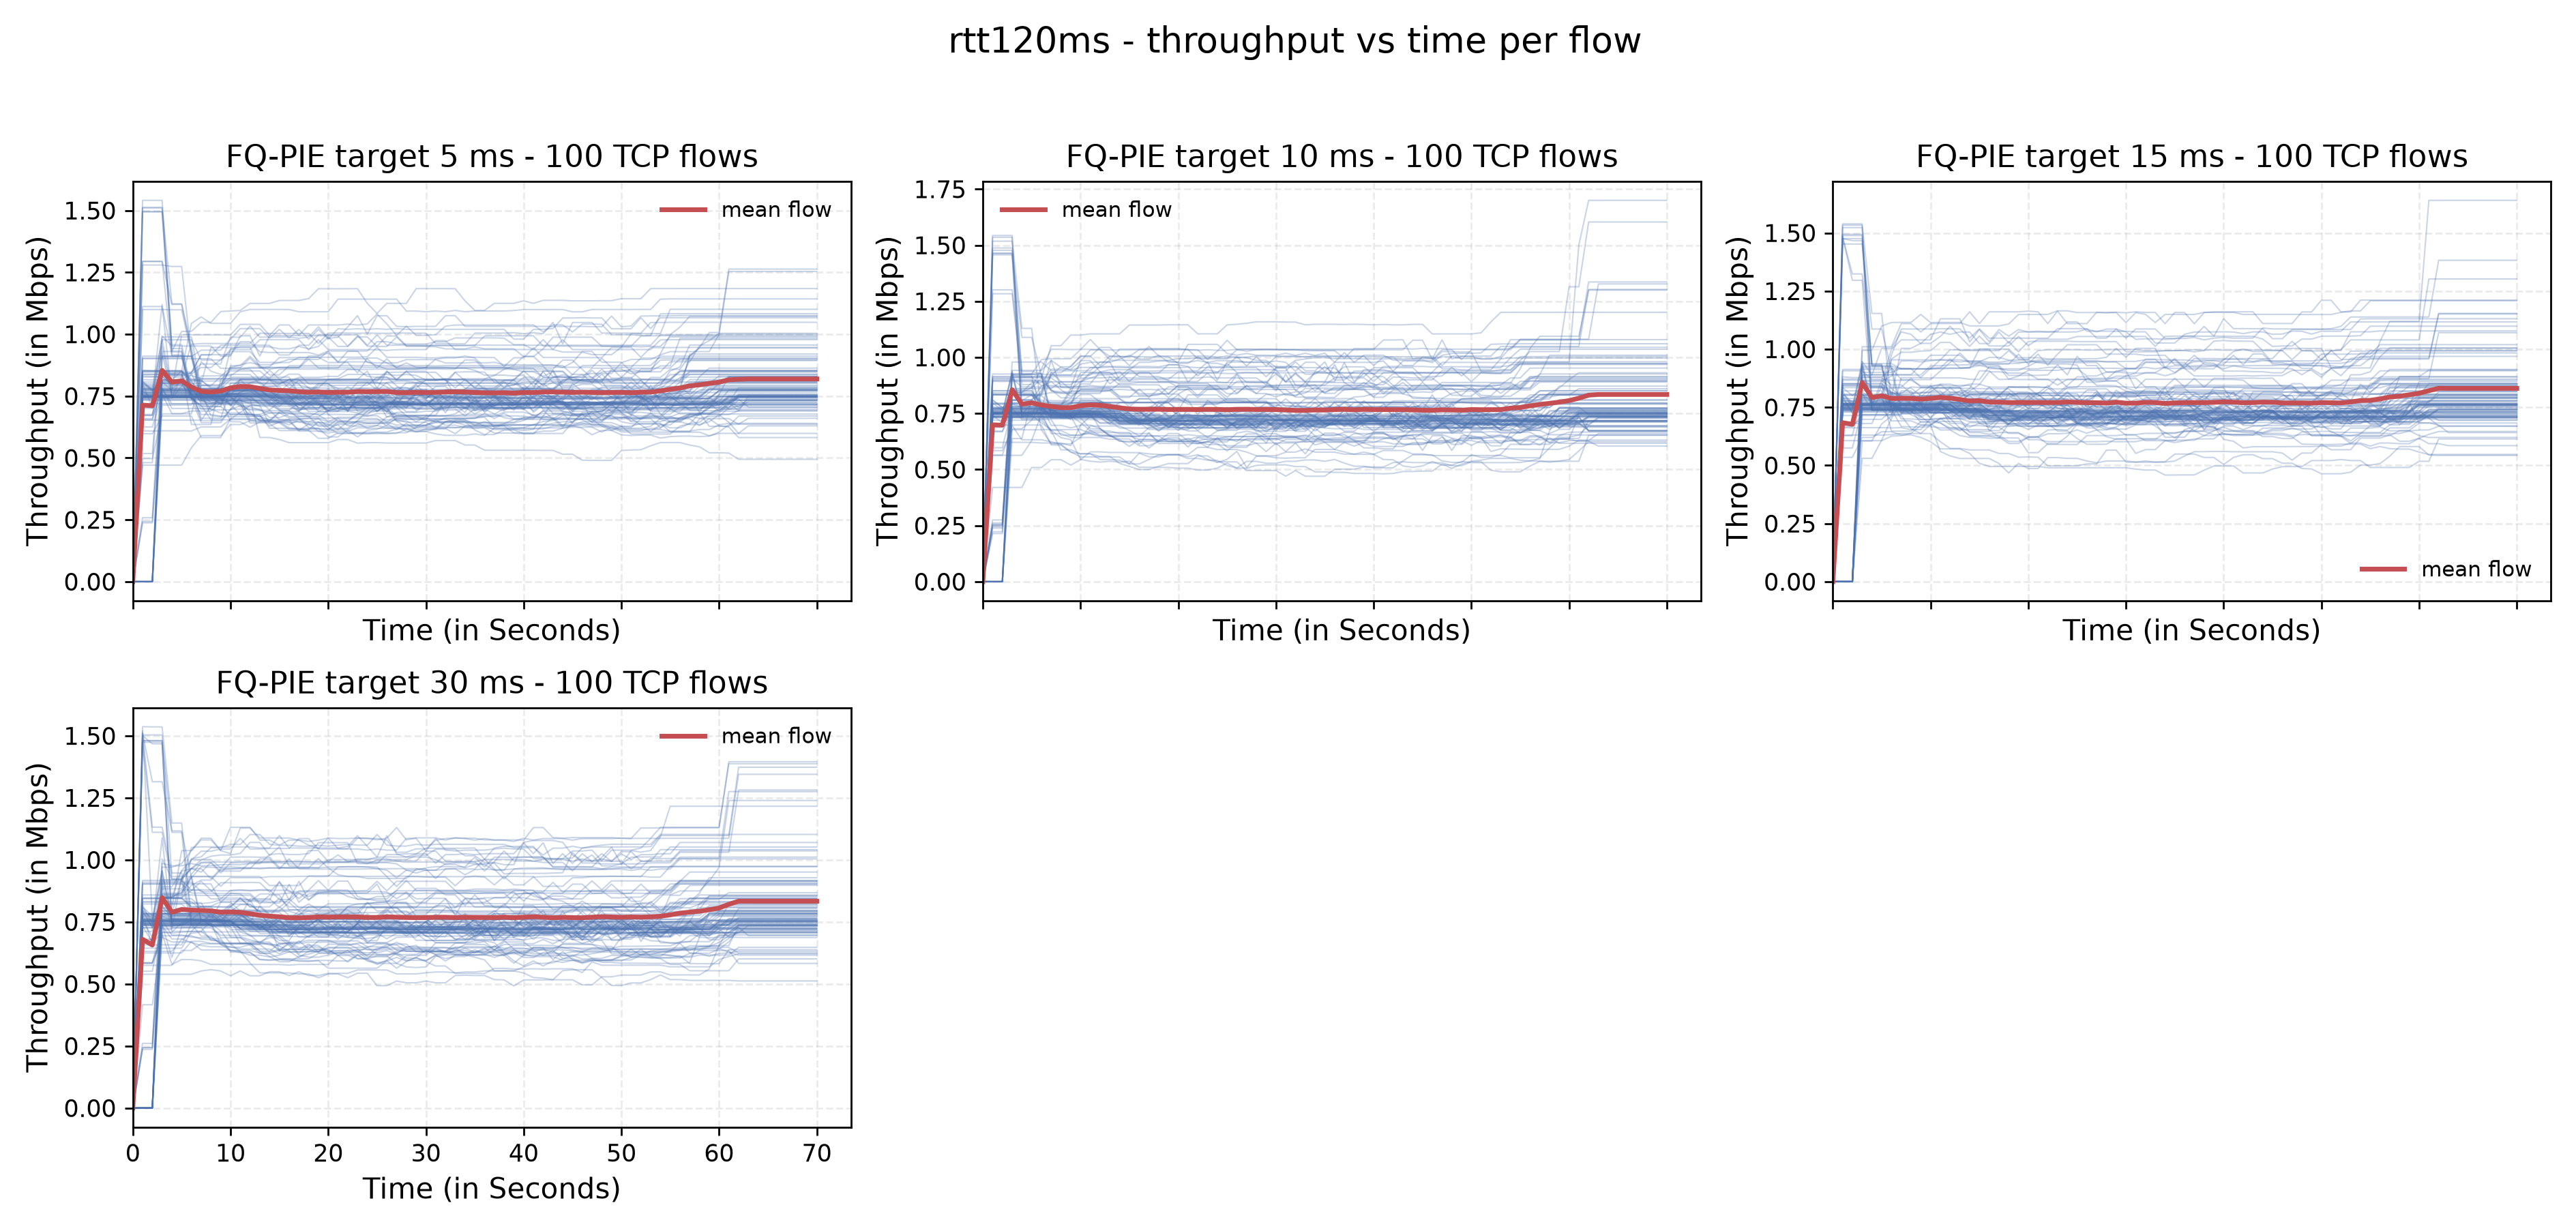 rtt120ms - throughput vs time per flow
FQ-PIE target 5 ms - 100 TCP flows
Throughput (in Mbps)
1.50
1.25
1.00
0.75
0.50
0.25
0.00
mean flow
Time (in Seconds)
FQ-PIE target 10 ms - 100 TCP flows
Throughput (in Mbps)
1.75
1.50
1.25
1.00
0.75
0.50
0.25
0.00
mean flow
Time (in Seconds)
FQ-PIE target 15 ms - 100 TCP flows
Throughput (in Mbps)
1.50
1.25
1.00
0.75
0.50
0.25
0.00
mean flow
Time (in Seconds)
FQ-PIE target 30 ms - 100 TCP flows
Throughput (in Mbps)
1.50
1.25
1.00
0.75
0.50
0.25
0.00
mean flow
0 10 20 30 40 50 60 70
Time (in Seconds)